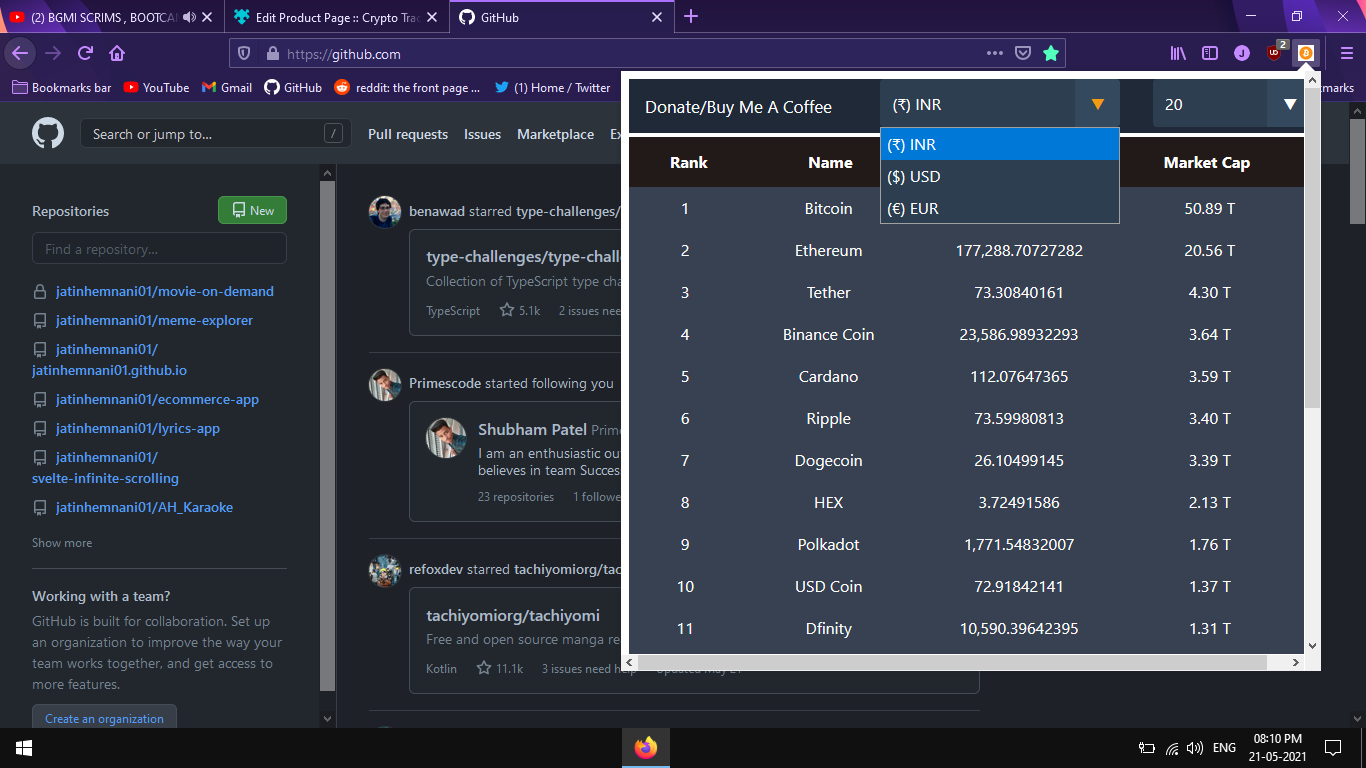 (2) BGMI SCRIMS , BOOTCA
Edit Product Page :: Crypto Trac
GitHub
https://github.com
2
Bookmarks bar
YouTube
Gmail
GitHub
reddit: the front page ...
(1) Home / Twitter
Search or jump to...
/
Pull requests
Issues
Marketplace
Repositories
New
Find a repository...
jatinhemnani01/movie-on-demand
jatinhemnani01/meme-explorer
jatinhemnani01/
jatinhemnani01.github.io
jatinhemnani01/ecommerce-app
jatinhemnani01/lyrics-app
jatinhemnani01/
svelte-infinite-scrolling
jatinhemnani01/AH_Karaoke
Show more
Working with a team?
GitHub is built for collaboration. Set up
an organization to improve the way your
team works together, and get access to
more features.
Create an organization
benawad starred type-challenges/
type-challenges/type-chall
Collection of TypeScript type cha
TypeScript 5.1k 2 issues nee
Primescode started following you
Shubham Patel Prime
I am an enthusiastic ou
believes in team Succes
23 repositories 1 followe
refoxdev starred tachiyomiorg/tac
tachiyomiorg/tachiyomi
Free and open source manga re
Kotlin 11.1k 3 issues need help Updated May 21
Donate/Buy Me A Coffee (₹) INR 20
(₹) INR
($) USD
(€) EUR
Rank Name Market Cap
1 Bitcoin 50.89 T
2 Ethereum 177,288.70727282 20.56 T
3 Tether 73.30840161 4.30 T
4 Binance Coin 23,586.98932293 3.64 T
5 Cardano 112.07647365 3.59 T
6 Ripple 73.59980813 3.40 T
7 Dogecoin 26.10499145 3.39 T
8 HEX 3.72491586 2.13 T
9 Polkadot 1,771.54832007 1.76 T
10 USD Coin 72.91842141 1.37 T
11 Dfinity 10,590.39642395 1.31 T
ENG
08:10 PM
21-05-2021